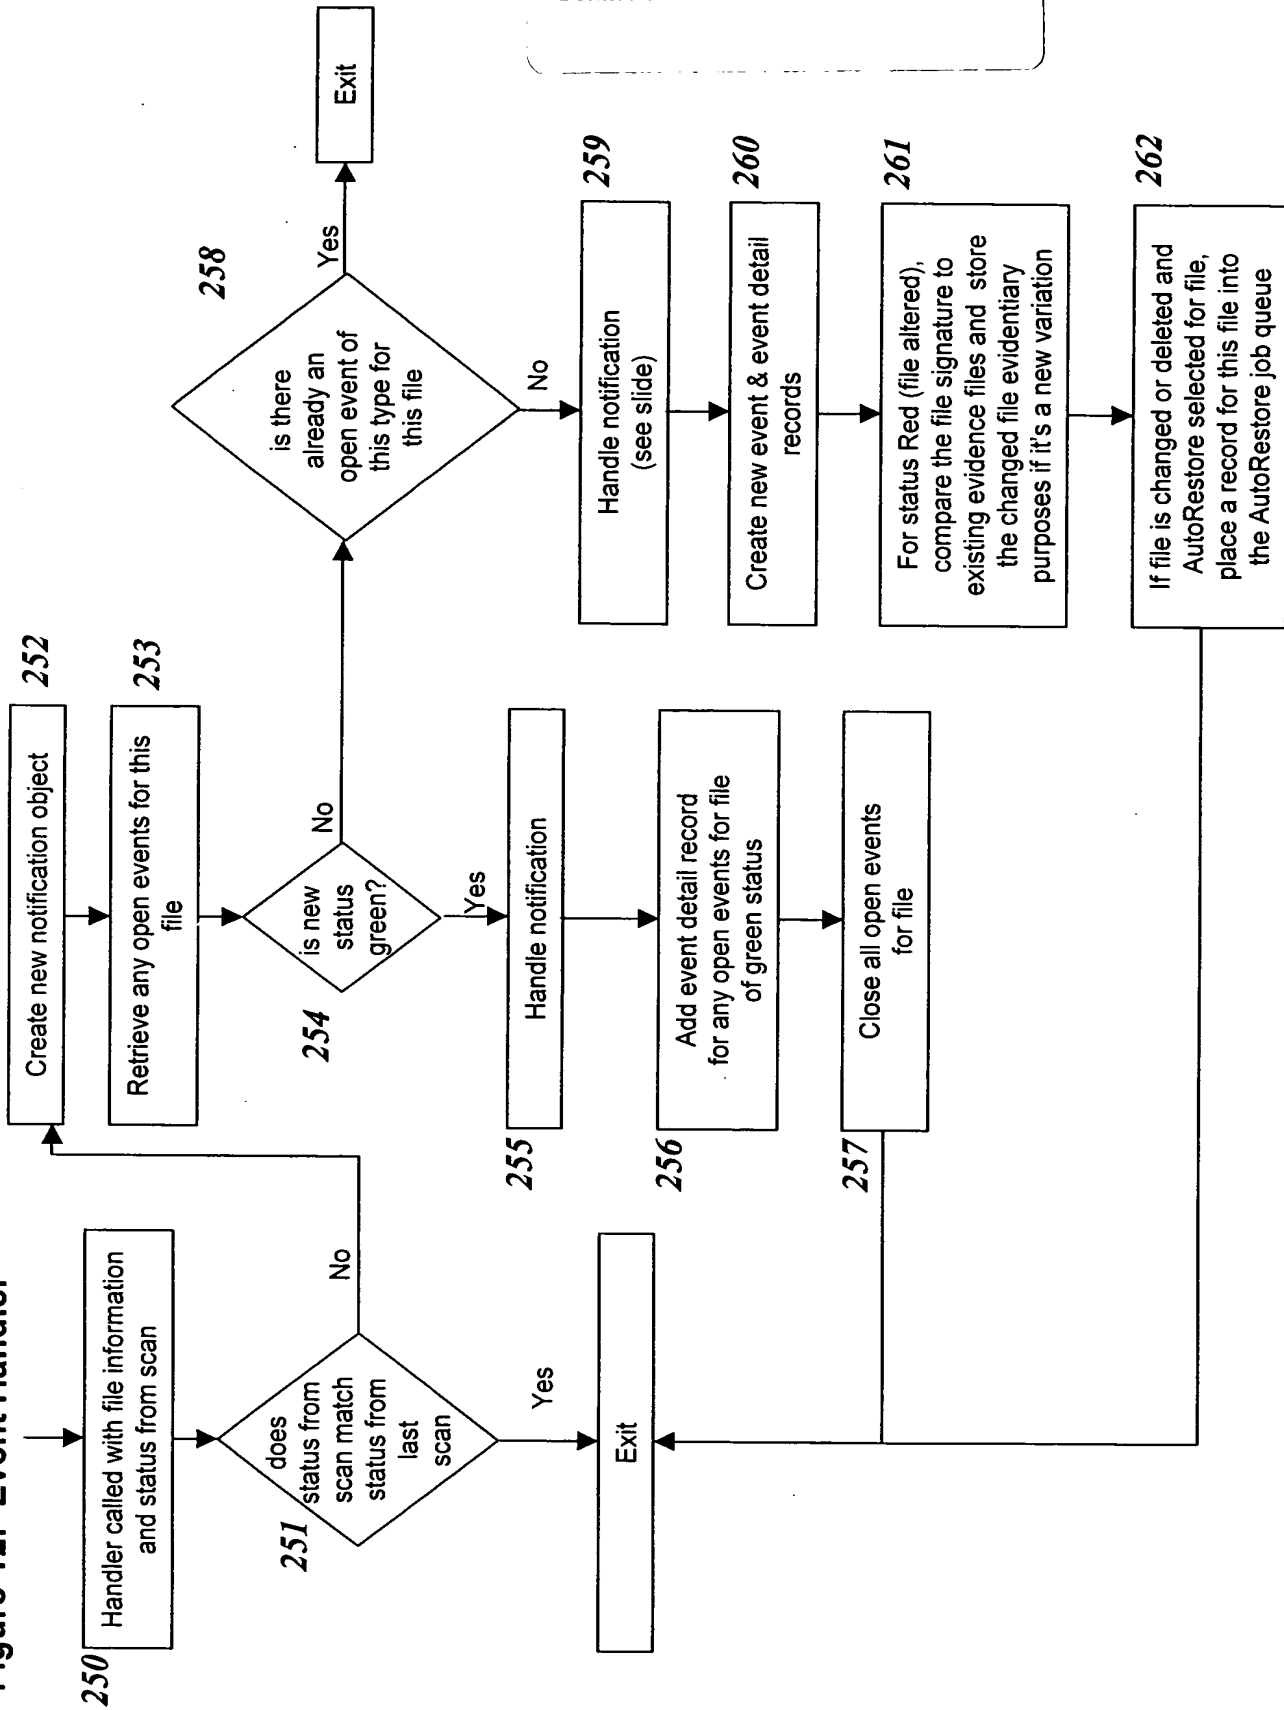 Event Handler
250
Handler called with file information
and status from scan
251
does
status from
scan match
status from
last
scan
No
Yes
Exit
252
Create new notification object
253
Retrieve any open events for this
file
254
is new
status
green?
No
Yes
255
Handle notification
256
Add event detail record
for any open events for file
of green status
257
Close all open events
for file
258
is there
already an
open event of
this type for
this file
Yes
Exit
No
259
Handle notification
(see slide)
260
Create new event & event detail
records
261
For status Red (file altered),
compare the file signature to
existing evidence files and store
the changed file evidentiary
purposes if it's a new variation
262
If file is changed or deleted and
AutoRestore selected for file,
place a record for this file into
the AutoRestore job queue